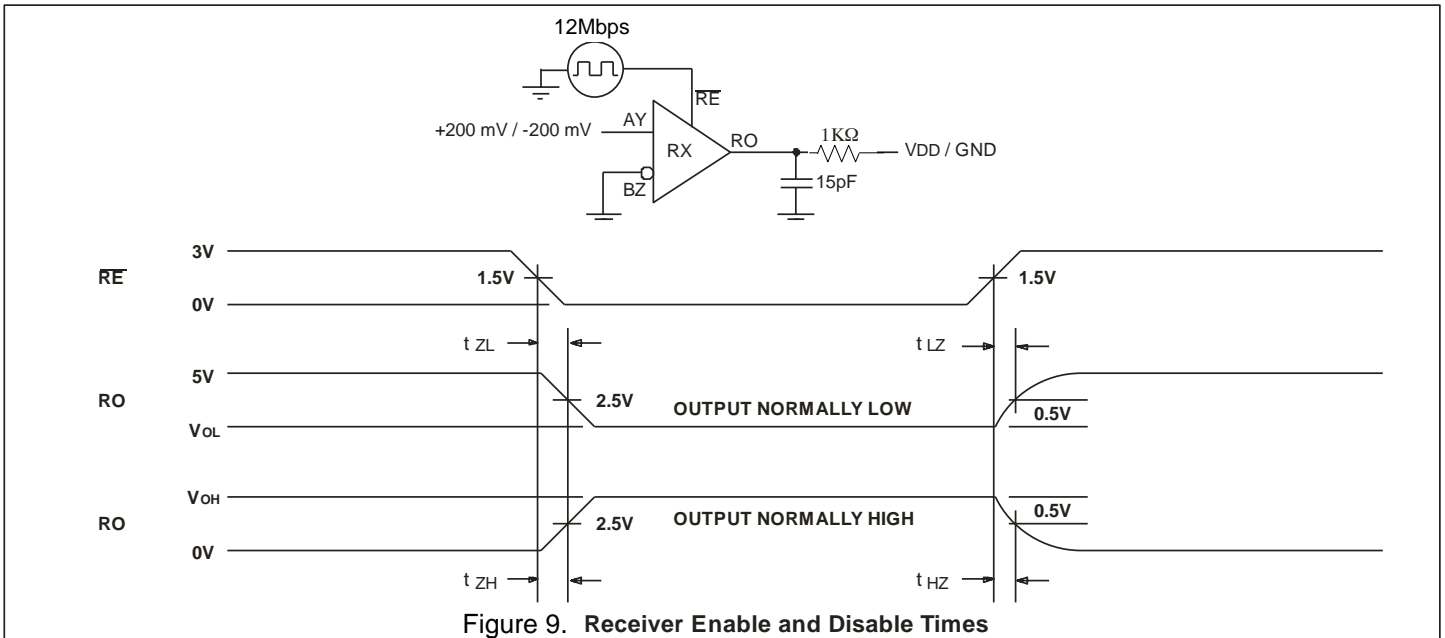 12Mbps
RE
+200 mV / -200 mV
AY
RX
RO
1KΩ
VDD / GND
BZ
15pF
3V
RE
1.5V
1.5V
0V
t ZL
t LZ
5V
RO
2.5V
OUTPUT NORMALLY LOW
0.5V
VOL
VOH
RO
2.5V
OUTPUT NORMALLY HIGH
0.5V
0V
t ZH
t HZ
Figure 9. Receiver Enable and Disable Times